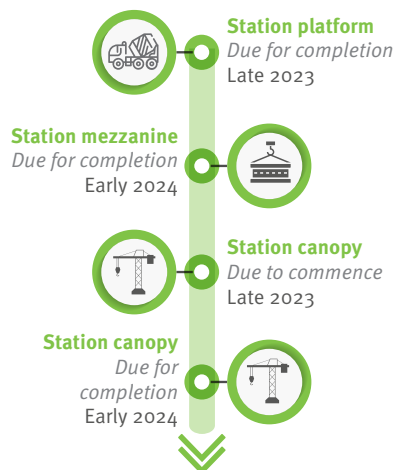 Station platform
Due for completion
Late 2023
Station mezzanine
Due for completion
Early 2024
Station canopy
Due to commence
Late 2023
Station canopy
Due for
completion
Early 2024